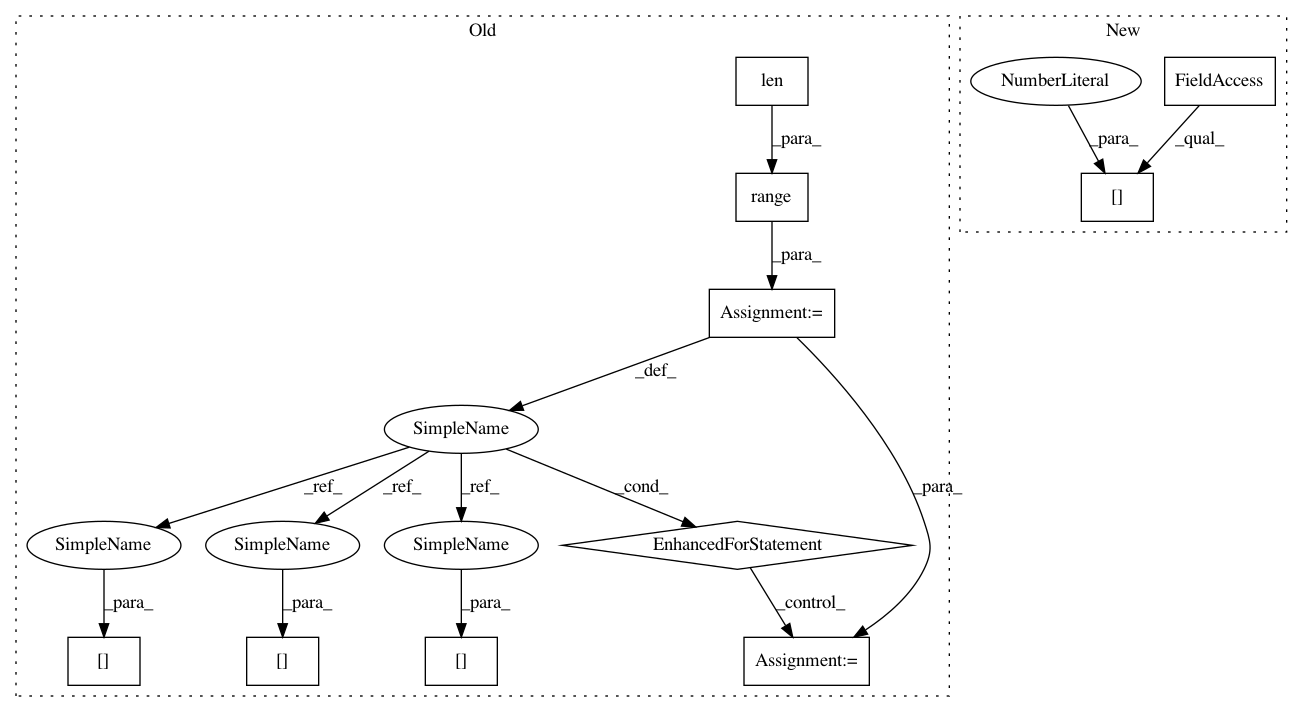 Old
New
len
NumberLiteral
FieldAccess
_para_
_para_
_qual_
range
[]
_para_
Assignment:=
_def_
SimpleName
_ref_
_ref_
_ref_
_cond_
_para_
SimpleName
SimpleName
SimpleName
EnhancedForStatement
_para_
_para_
_para_
_control_
[]
[]
[]
Assignment:=